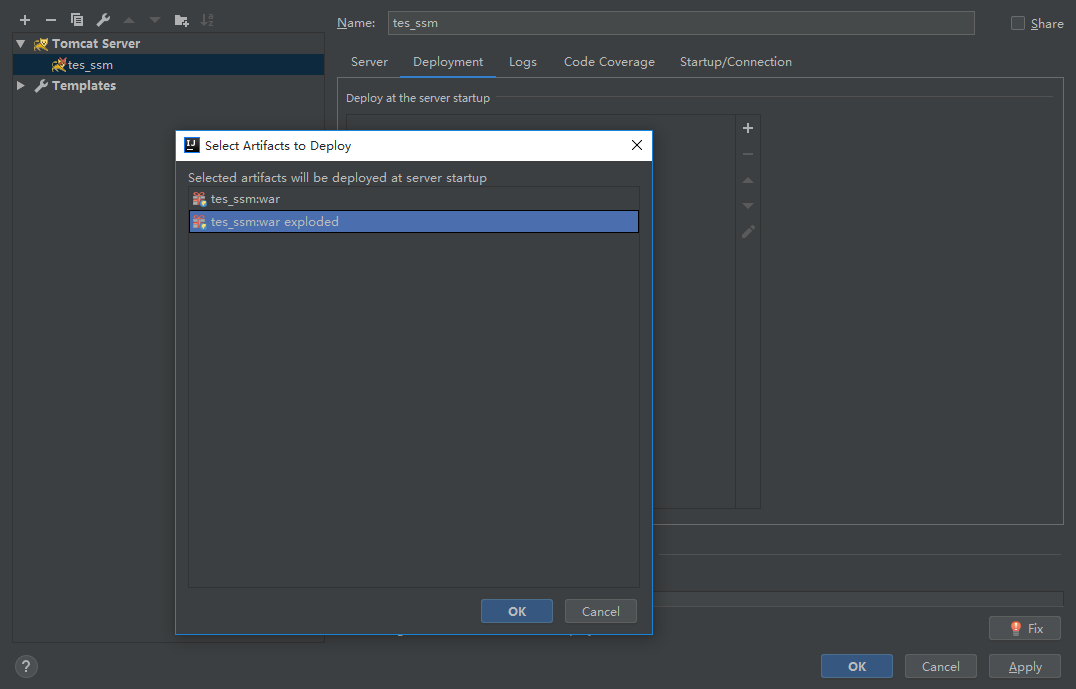 Name: tes_ssm Share
Tomcat Server
tes_ssm
Templates
Server Deployment Logs Code Coverage Startup/Connection
Deploy at the server startup
Select Artifacts to Deploy
Selected artifacts will be deployed at server startup
tes_ssm:war
tes_ssm:war exploded
OK Cancel
Fix
? OK Cancel Apply